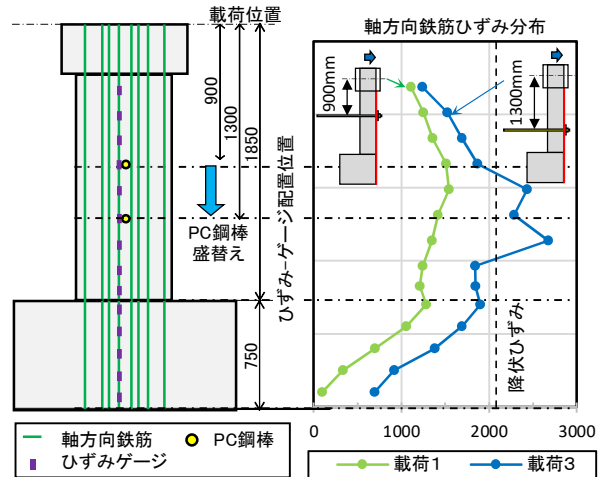 載荷位置
900
1300
1850
PC鋼棒
盛替え
ひずみ-ゲージ配置位置
750
軸方向鉄筋
PC鋼棒
ひずみゲージ
軸方向鉄筋ひずみ分布
900mm
1300mm
降伏ひずみ
0
1000
2000
3000
載荷1
載荷3